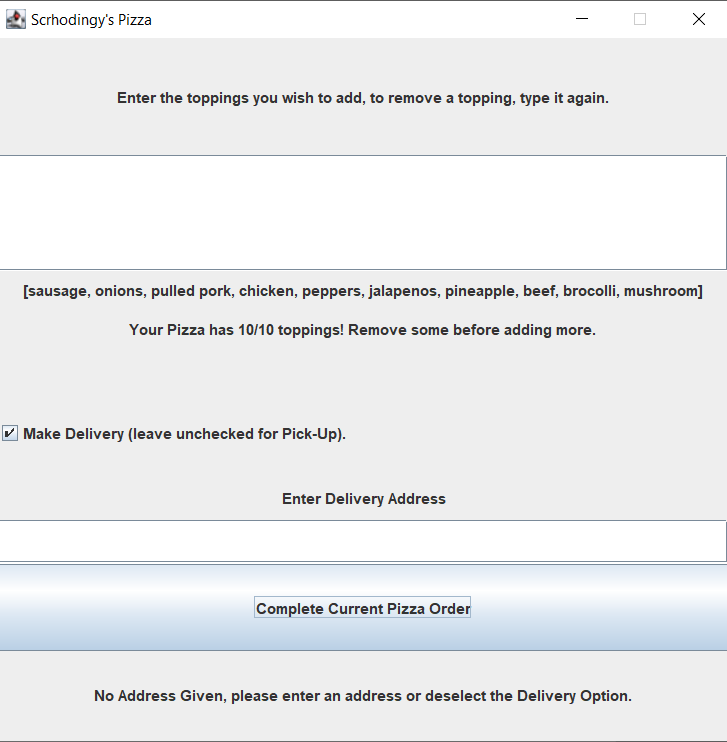 Scrhodingy's Pizza
Enter the toppings you wish to add, to remove a topping, type it again.
[sausage, onions, pulled pork, chicken, peppers, jalapenos, pineapple, beef, brocolli, mushroom]
Your Pizza has 10/10 toppings! Remove some before adding more.
Make Delivery (leave unchecked for Pick-Up).
Enter Delivery Address
Complete Current Pizza Order
No Address Given, please enter an address or deselect the Delivery Option.